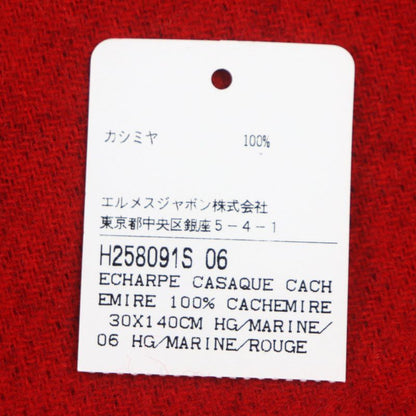 カシミヤ 100%
エルメスジャポン株式会社
東京都中央区銀座5-4-1
H258091S 06
ECHARPE CASAQUE CACH
EMIRE 100% CACHEMIRE
30X140CM HG/MARINE/
06 HG/MARINE/ROUGE